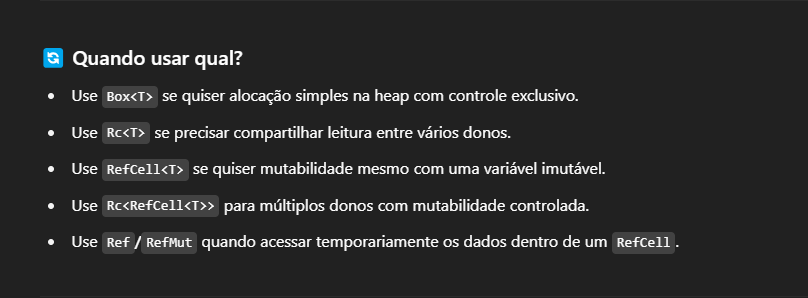 🔄 Quando usar qual?
• Use Box<T> se quiser alocação simples na heap com controle exclusivo.
• Use Rc<T> se precisar compartilhar leitura entre vários donos.
• Use RefCell<T> se quiser mutabilidade mesmo com uma variável imutável.
• Use Rc<RefCell<T>> para múltiplos donos com mutabilidade controlada.
• Use Ref/RefMut quando acessar temporariamente os dados dentro de um RefCell.